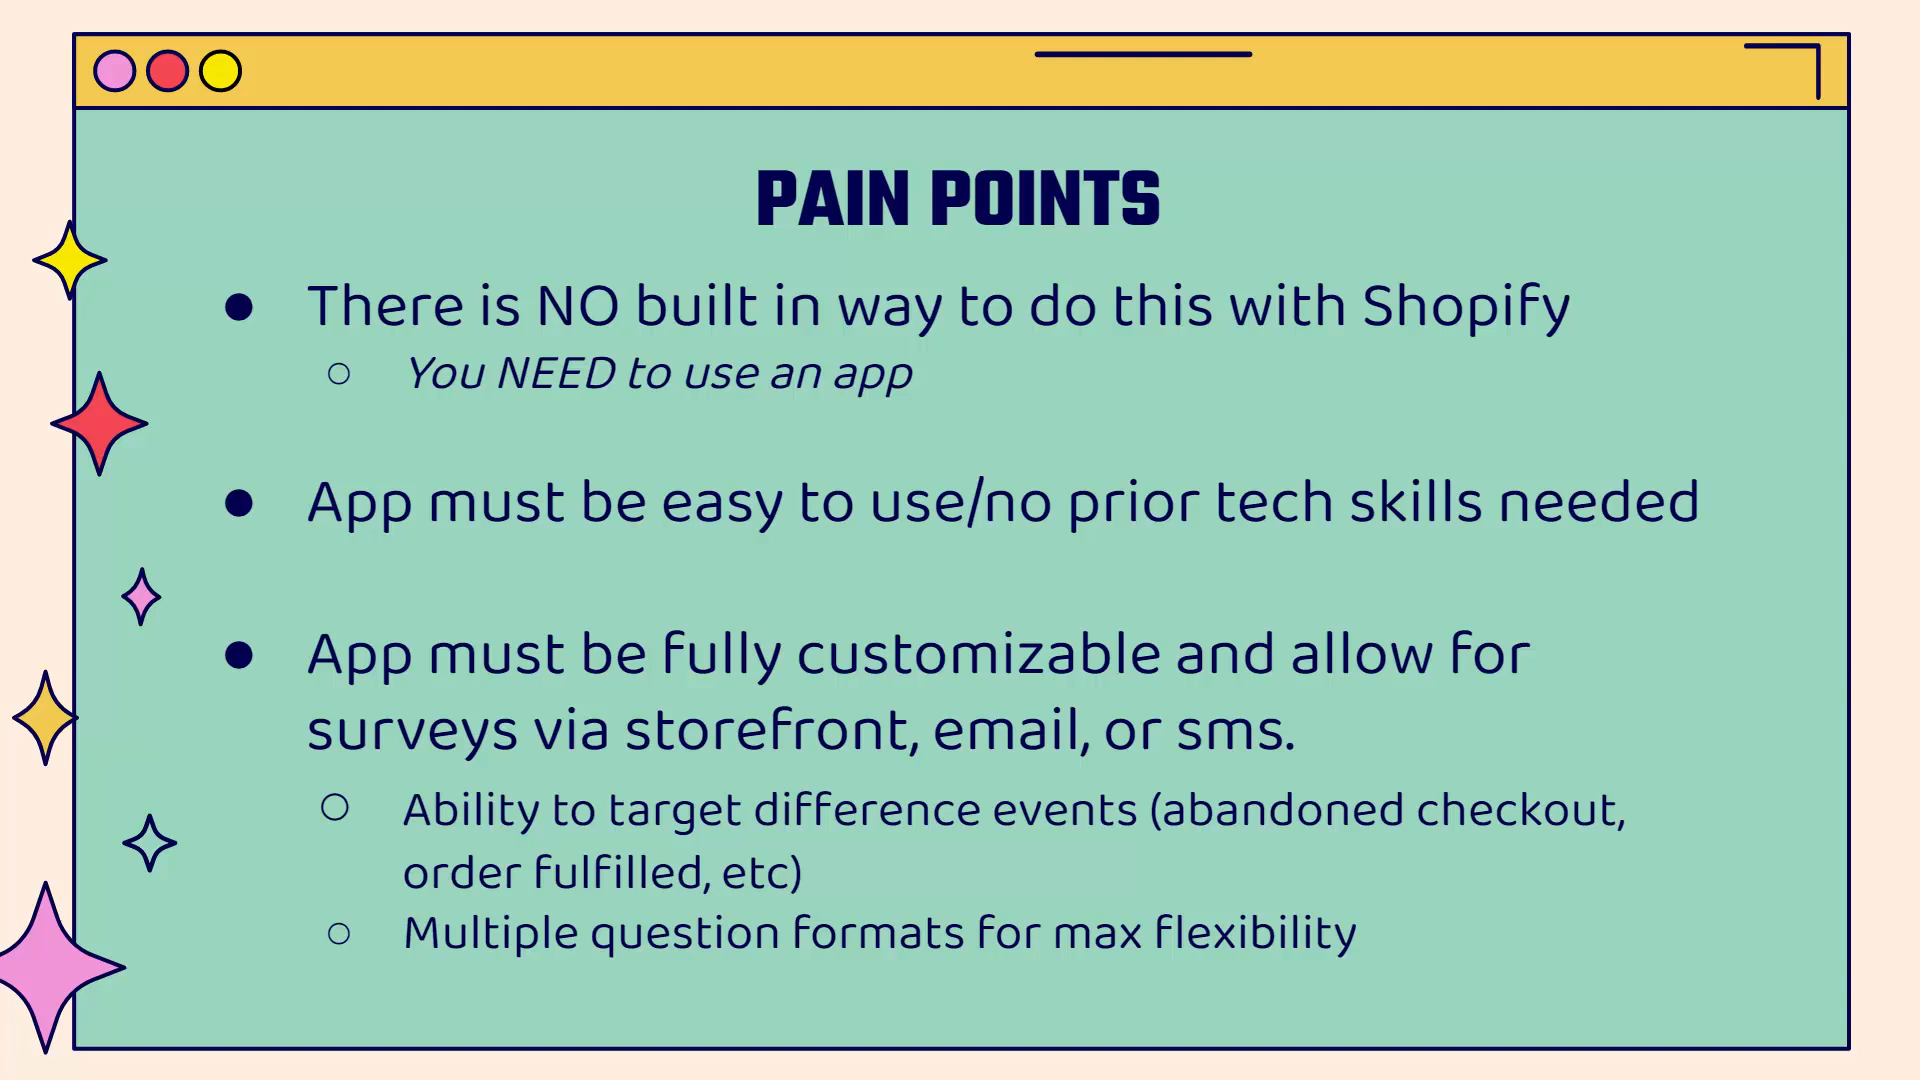 PAIN POINTS
● There is NO built in way to do this with Shopify
○ You NEED to use an app
● App must be easy to use/no prior tech skills needed
● App must be fully customizable and allow for
surveys via storefront, email, or sms.
○ Ability to target difference events (abandoned checkout,
order fulfilled, etc)
○ Multiple question formats for max flexibility